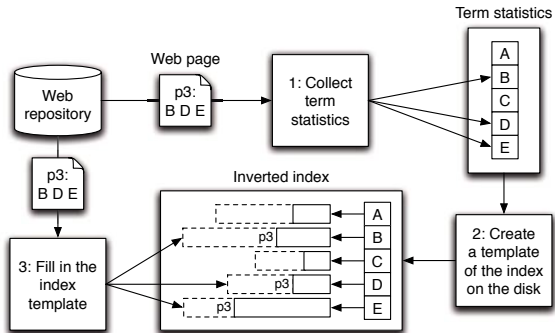 Term statistics
Web page
Web
repository
p3:
B D E
1: Collect
term
statistics
A
B
C
D
E
p3:
B D E
Inverted index
A
p3
B
C
p3
D
p3
E
3: Fill in the
index
template
2: Create
a template
of the index
on the disk